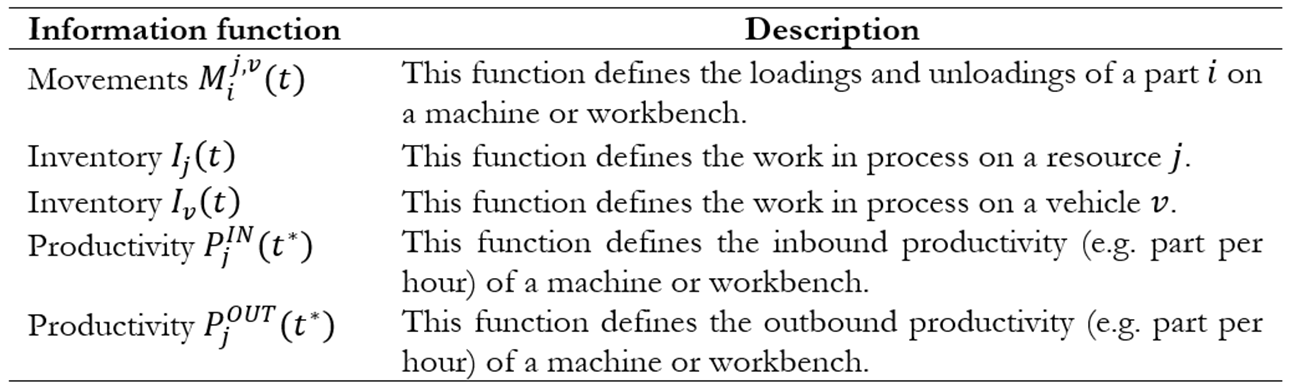 Information function Description
Movements $M_i^{j,v}(t)$ This function defines the loadings and unloadings of a part $i$ on
a machine or workbench.
Inventory $I_j(t)$ This function defines the work in process on a resource $j$.
Inventory $I_v(t)$ This function defines the work in process on a vehicle $v$.
Productivity $P_j^{IN}(t^*)$ This function defines the inbound productivity (e.g. part per
hour) of a machine or workbench.
Productivity $P_j^{OUT}(t^*)$ This function defines the outbound productivity (e.g. part per
hour) of a machine or workbench.